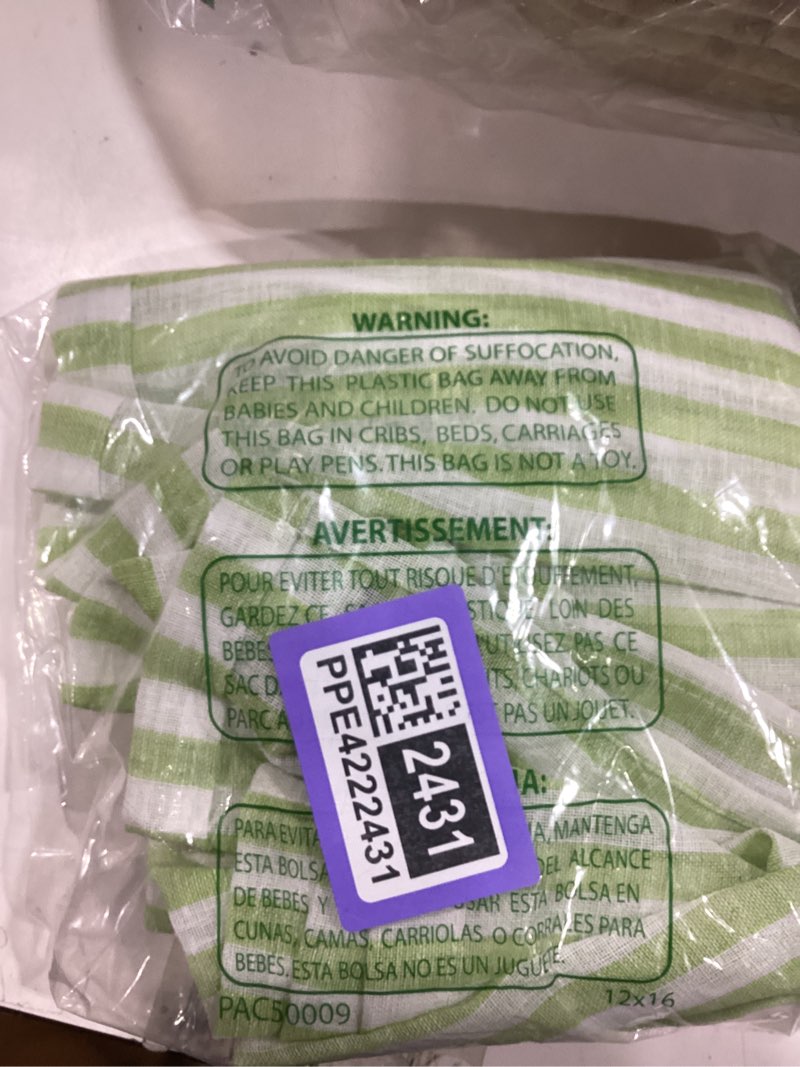 WARNING:
TO AVOID DANGER OF SUFFOCATION,
KEEP THIS PLASTIC BAG AWAY FROM
BABIES AND CHILDREN. DO NOT USE
THIS BAG IN CRIBS, BEDS, CARRIAGES
OR PLAY PENS. THIS BAG IS NOT A TOY.
AVERTISSEMENT:
POUR EVITER TOUT RISQUE D'ETOUFFEMENT,
GARDEZ CE LOIN DES
PAS CE
SAC CHARIOTS OU
PARC PAS UN JOUET.
PPE4222431
2431
A:
PARA MANTENGA
ESTA BOLSA DEL ALCANCE
DE BEBES Y USAR ESTA BOLSA EN
CUNAS, CAMAS, CARRIOLAS O CORRALES PARA
BEBES. ESTA BOLSA NO ES UN JUGUETE.
PAC50009
12x16